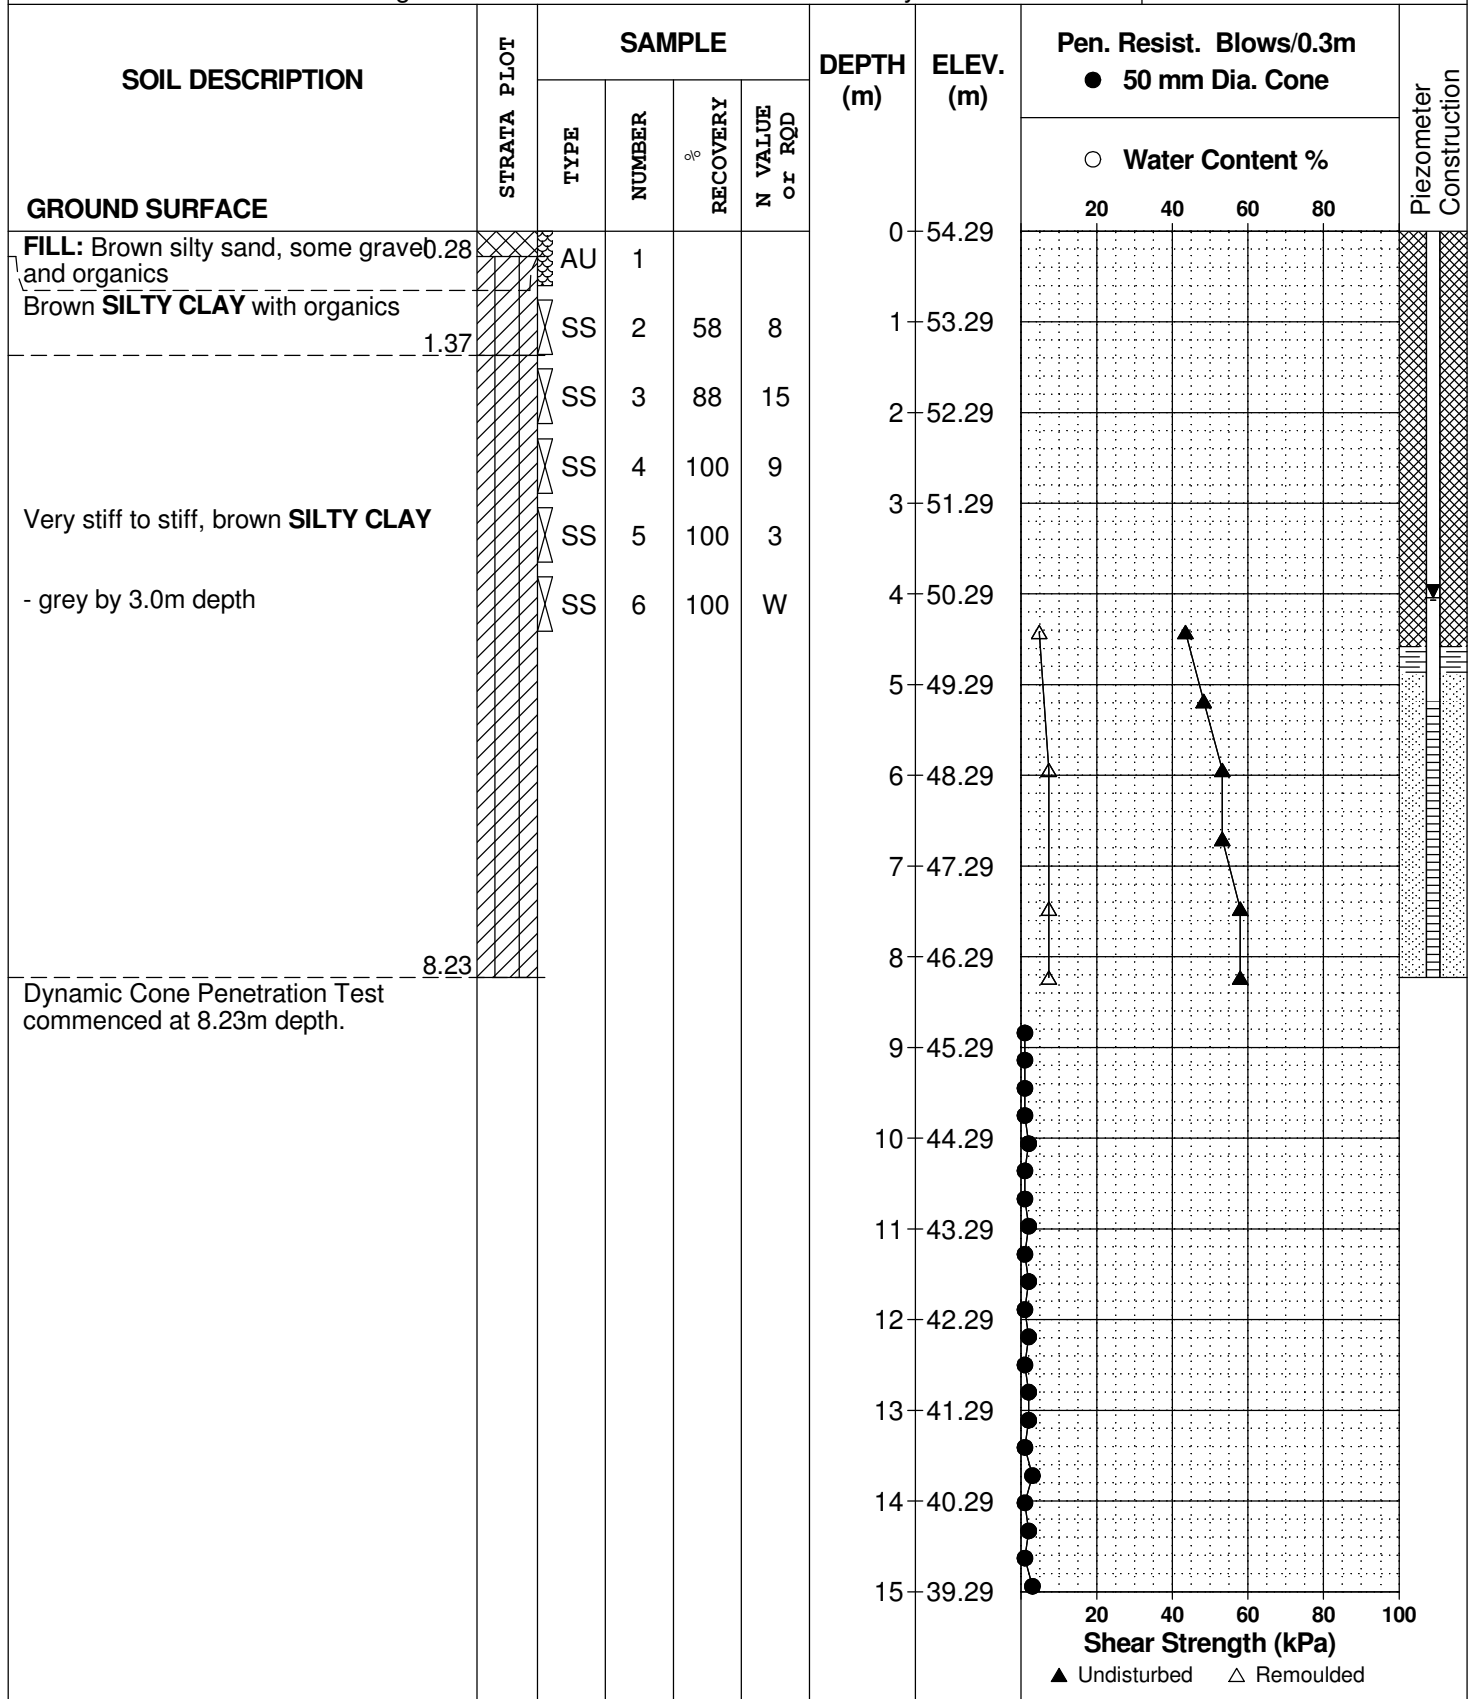 SOIL DESCRIPTION
GROUND SURFACE
STRATA PLOT
SAMPLE
TYPE
NUMBER
% RECOVERY
N VALUE or RQD
DEPTH (m)
ELEV. (m)
Pen. Resist. Blows/0.3m
● 50 mm Dia. Cone
○ Water Content %
20 40 60 80
Piezometer Construction
FILL: Brown silty sand, some gravel 0.28
and organics
Brown SILTY CLAY with organics
1.37
Very stiff to stiff, brown SILTY CLAY
- grey by 3.0m depth
8.23
Dynamic Cone Penetration Test
commenced at 8.23m depth.
AU 1
SS 2 58 8
SS 3 88 15
SS 4 100 9
SS 5 100 3
SS 6 100 W
0 54.29
1 53.29
2 52.29
3 51.29
4 50.29
5 49.29
6 48.29
7 47.29
8 46.29
9 45.29
10 44.29
11 43.29
12 42.29
13 41.29
14 40.29
15 39.29
20 40 60 80 100
Shear Strength (kPa)
▲ Undisturbed △ Remoulded